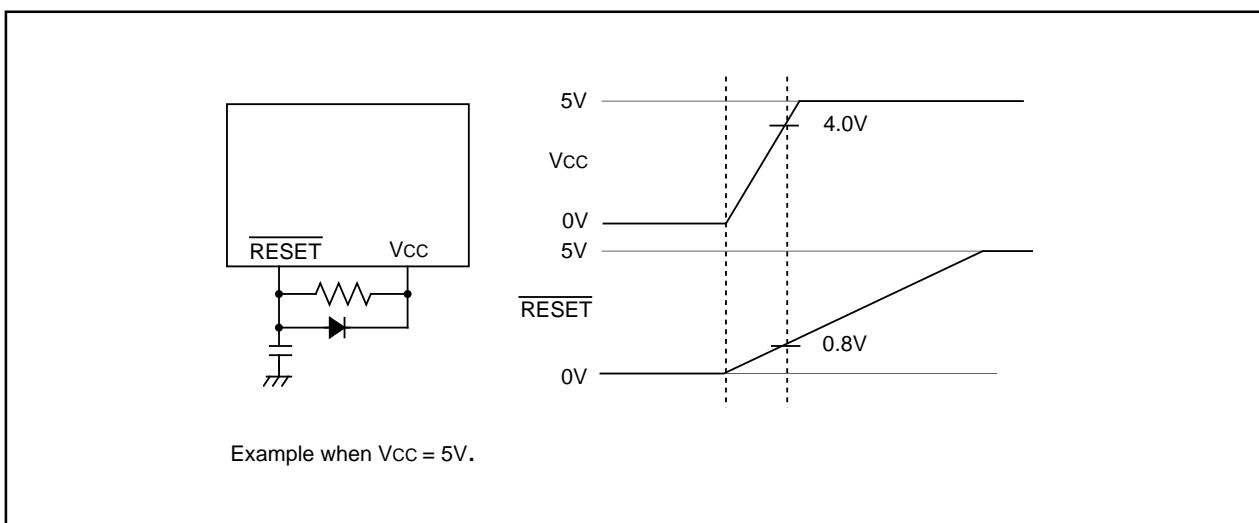 RESET VCC
5V
4.0V
VCC
0V
5V
RESET
0.8V
0V
Example when VCC = 5V.